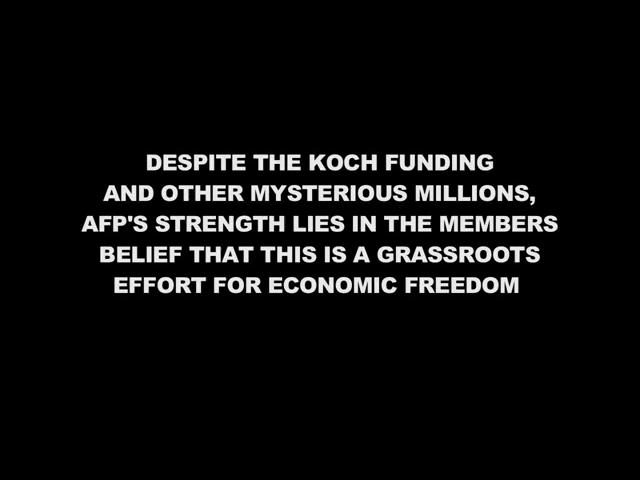 DESPITE THE KOCH FUNDING
AND OTHER MYSTERIOUS MILLIONS,
AFP'S STRENGTH LIES IN THE MEMBERS
BELIEF THAT THIS IS A GRASSROOTS
EFFORT FOR ECONOMIC FREEDOM